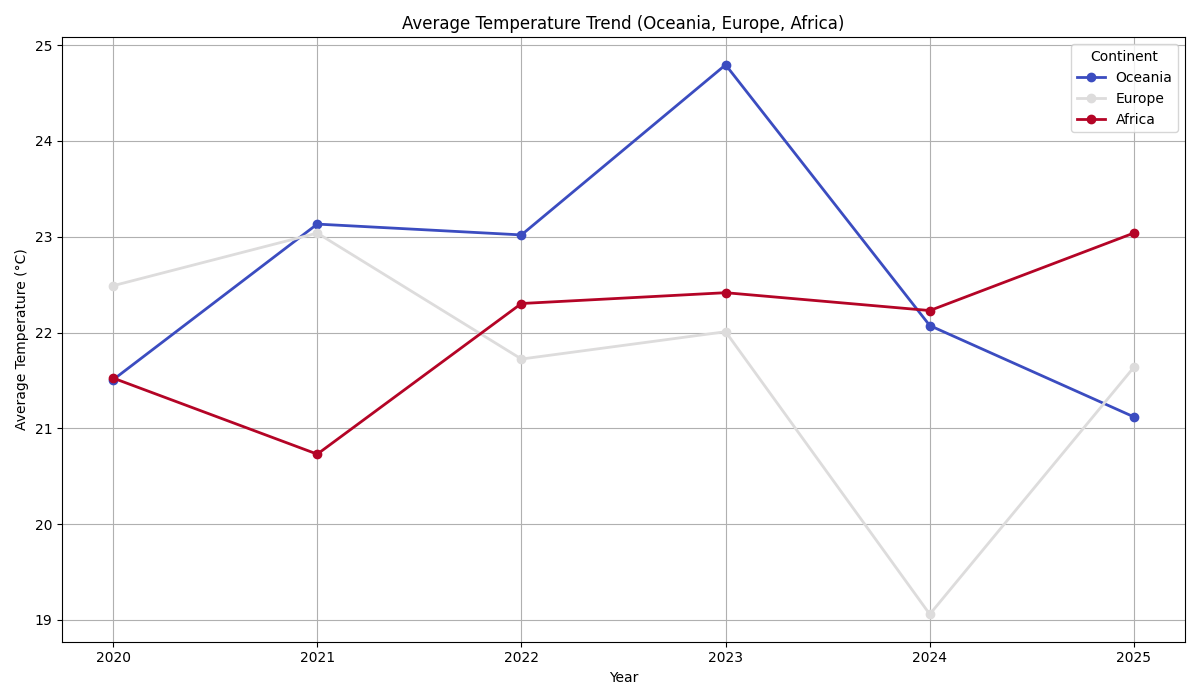 Average Temperature Trend (Oceania, Europe, Africa)
Continent
Oceania
Europe
Africa
25
24
23
22
21
20
19
Average Temperature (°C)
2020 2021 2022 2023 2024 2025
Year